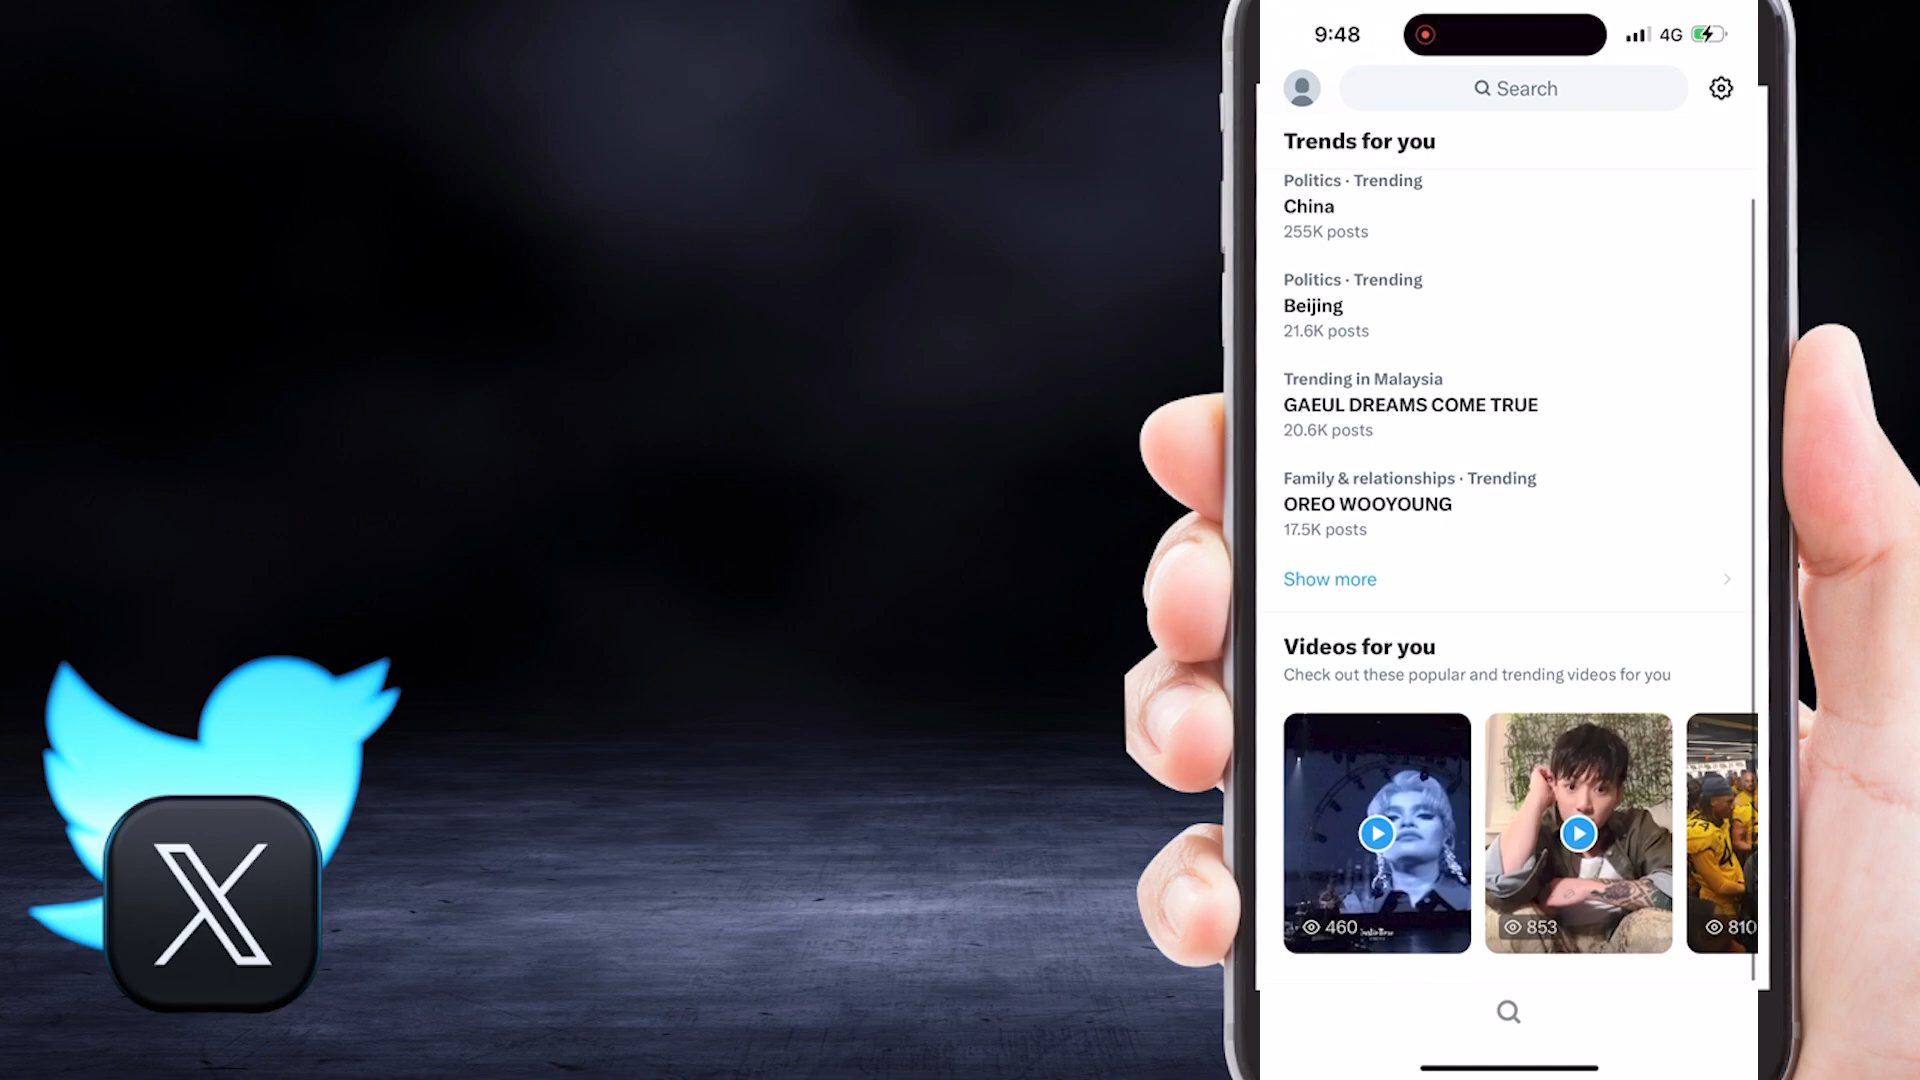 9:48
4G
Search
Trends for you
Politics · Trending
China
255K posts
Politics · Trending
Beijing
21.6K posts
Trending in Malaysia
GAEUL DREAMS COME TRUE
20.6K posts
Family & relationships · Trending
OREO WOOYOUNG
17.5K posts
Show more
Videos for you
Check out these popular and trending videos for you
460
853
810
X